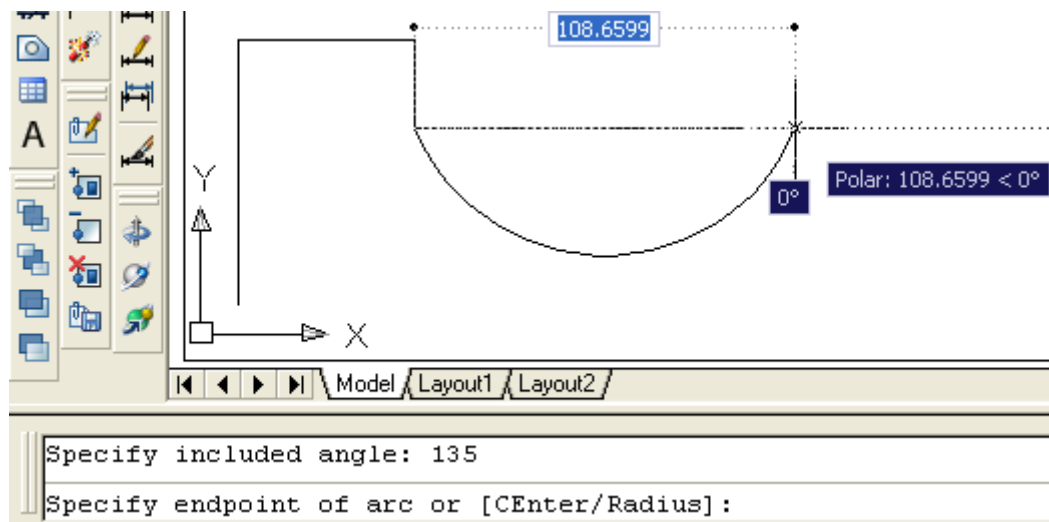 108.6599
A
Y
0°
Polar: 108.6599 < 0°
X
Model
Layout1
Layout2
Specify included angle: 135
Specify endpoint of arc or [CEnter/Radius]: